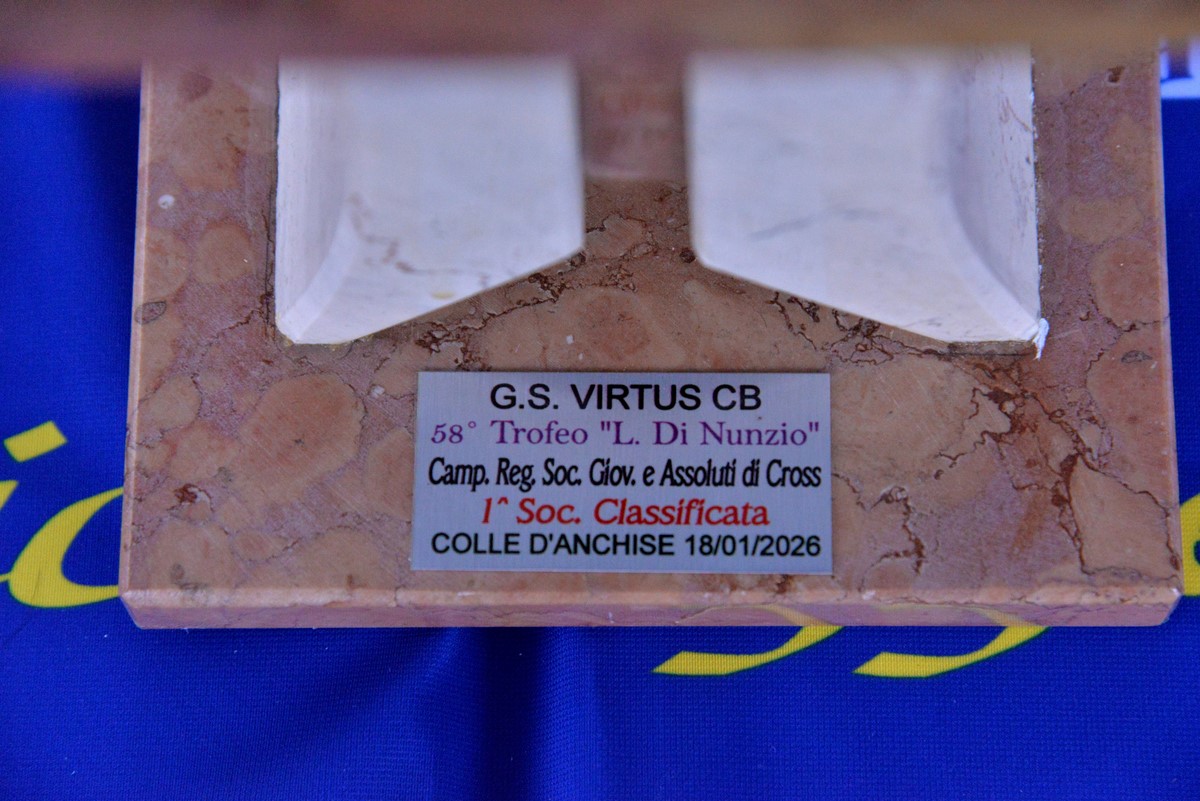 G.S. VIRTUS CB
58° Trofeo "L. Di Nunzio"
Camp. Reg. Soc. Giov. e Assoluti di Cross
1^ Soc. Classificata
COLLE D'ANCHISE 18/01/2026